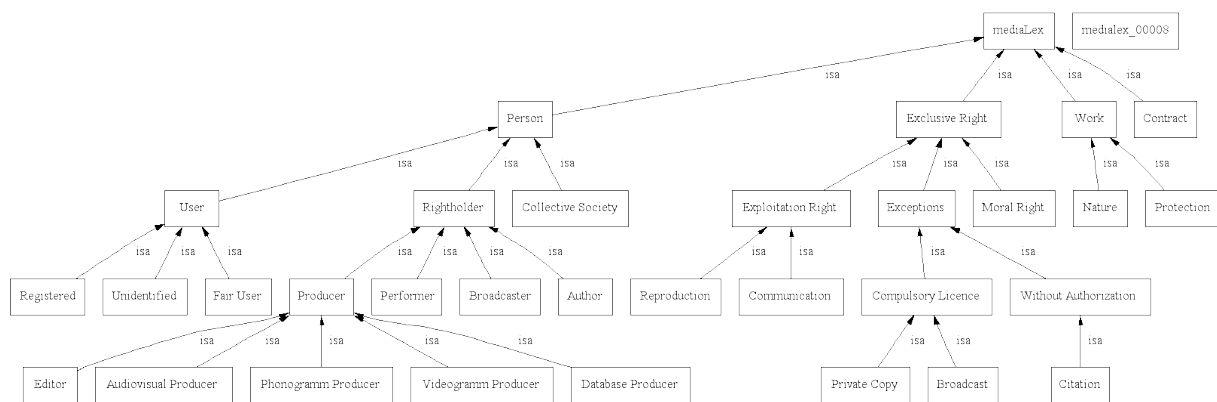 mediaLex
medialex_00008
isa
isa
isa
isa
Person
Exclusive Right
Work
Contract
isa
isa
isa
isa
isa
isa
isa
isa
User
Rightholder
Collective Society
Exploitation Right
Exceptions
Moral Right
Nature
Protection
isa
isa
isa
isa
isa
isa
isa
isa
isa
isa
isa
Registered
Unidentified
Fair User
Producer
Performer
Broadcaster
Author
Reproduction
Communication
Compulsory Licence
Without Authorization
isa
isa
isa
isa
isa
isa
isa
isa
Editor
Audiovisual Producer
Phonogramm Producer
Videogramm Producer
Database Producer
Private Copy
Broadcast
Citation